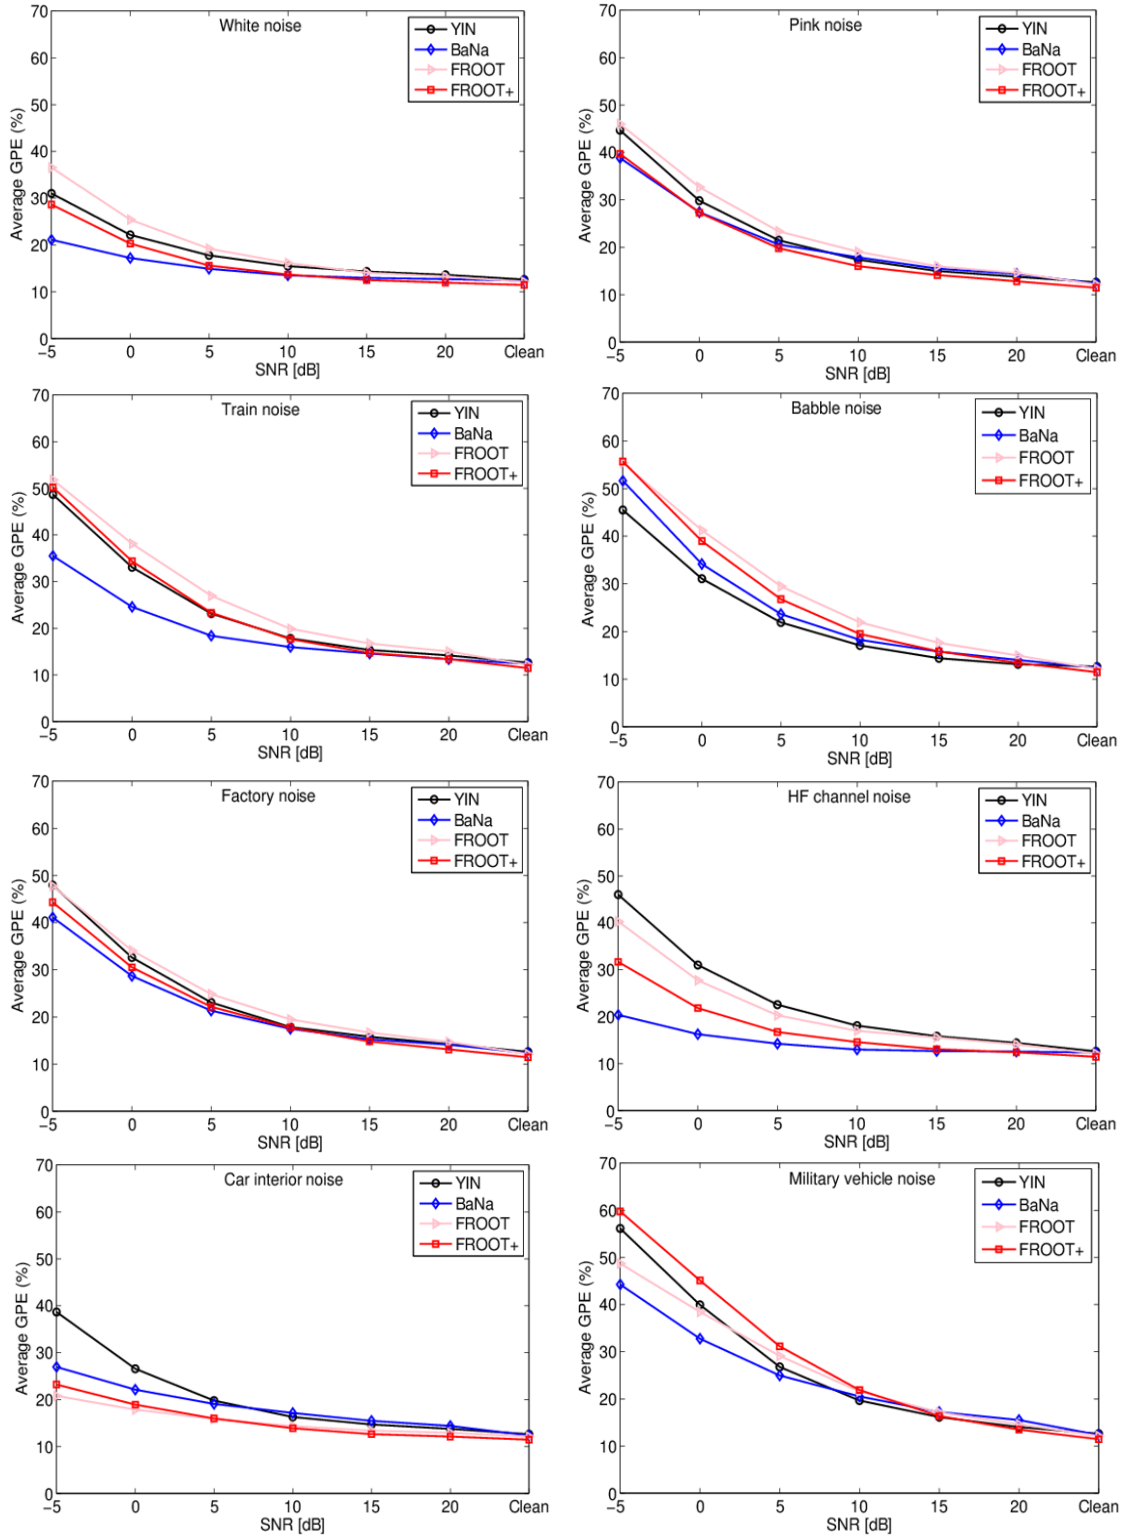 White noise
YIN
BaNa
FROOT
FROOT+
Average GPE (%)
70
60
50
40
30
20
10
0
−5 0 5 10 15 20 Clean
SNR [dB]
Pink noise
YIN
BaNa
FROOT
FROOT+
Average GPE (%)
70
60
50
40
30
20
10
0
−5 0 5 10 15 20 Clean
SNR [dB]
Train noise
YIN
BaNa
FROOT
FROOT+
Average GPE (%)
70
60
50
40
30
20
10
0
−5 0 5 10 15 20 Clean
SNR [dB]
Babble noise
YIN
BaNa
FROOT
FROOT+
Average GPE (%)
70
60
50
40
30
20
10
0
−5 0 5 10 15 20 Clean
SNR [dB]
Factory noise
YIN
BaNa
FROOT
FROOT+
Average GPE (%)
70
60
50
40
30
20
10
0
−5 0 5 10 15 20 Clean
SNR [dB]
HF channel noise
YIN
BaNa
FROOT
FROOT+
Average GPE (%)
70
60
50
40
30
20
10
0
−5 0 5 10 15 20 Clean
SNR [dB]
Car interior noise
YIN
BaNa
FROOT
FROOT+
Average GPE (%)
70
60
50
40
30
20
10
0
−5 0 5 10 15 20 Clean
SNR [dB]
Military vehicle noise
YIN
BaNa
FROOT
FROOT+
Average GPE (%)
70
60
50
40
30
20
10
0
−5 0 5 10 15 20 Clean
SNR [dB]